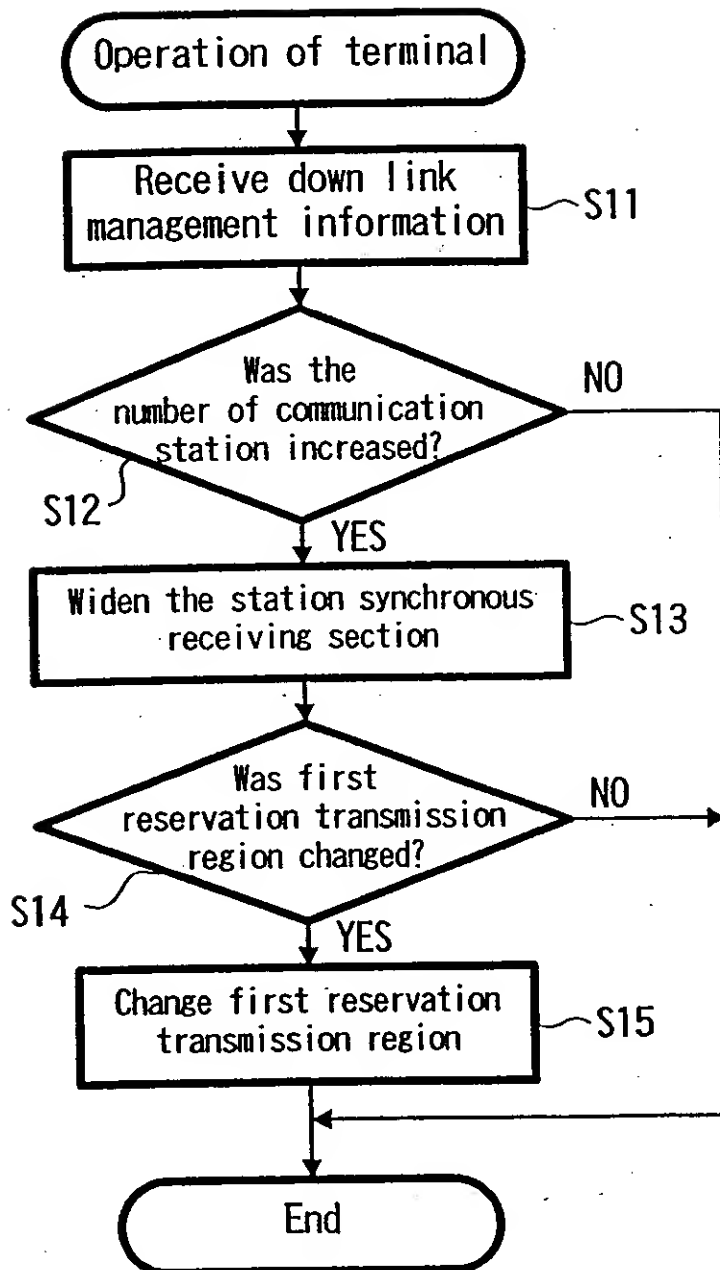 Operation of terminal
Receive down link
management information
S11
Was the
number of communication
station increased?
NO
S12
YES
Widen the station synchronous
receiving section
S13
Was first
reservation transmission
region changed?
NO
S14
YES
Change first reservation
transmission region
S15
End